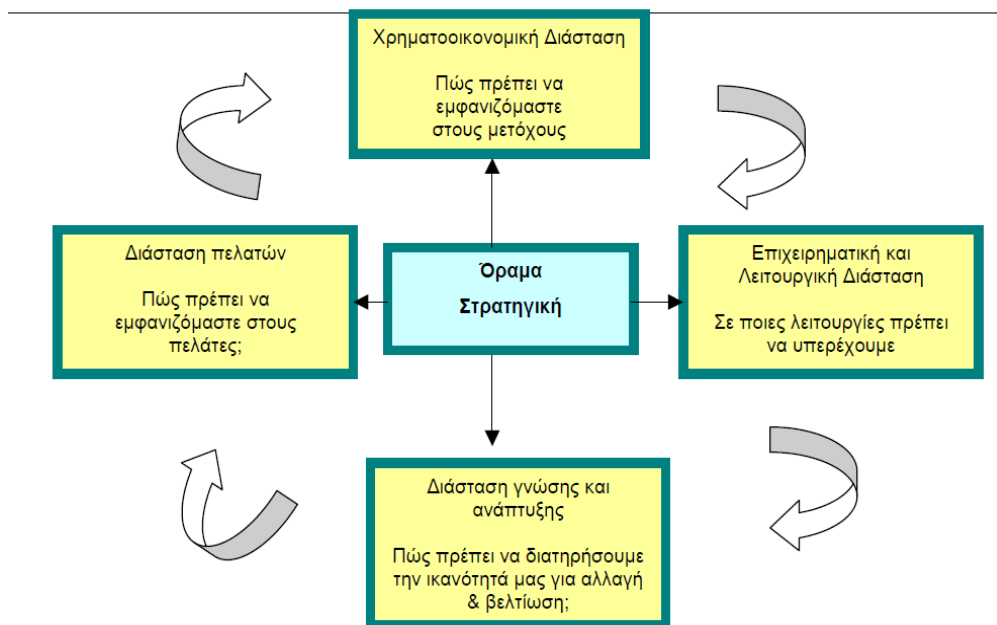 Χρηματοοικονομική Διάσταση
Πώς πρέπει να
εμφανιζόμαστε
στους μετόχους
Διάσταση πελατών
Πώς πρέπει να
εμφανιζόμαστε στους
πελάτες;
Όραμα
Στρατηγική
Επιχειρηματική και
Λειτουργική Διάσταση
Σε ποιες λειτουργίες πρέπει
να υπερέχουμε
Διάσταση γνώσης και
ανάπτυξης
Πώς πρέπει να διατηρήσουμε
την ικανότητά μας για αλλαγή
& βελτίωση;